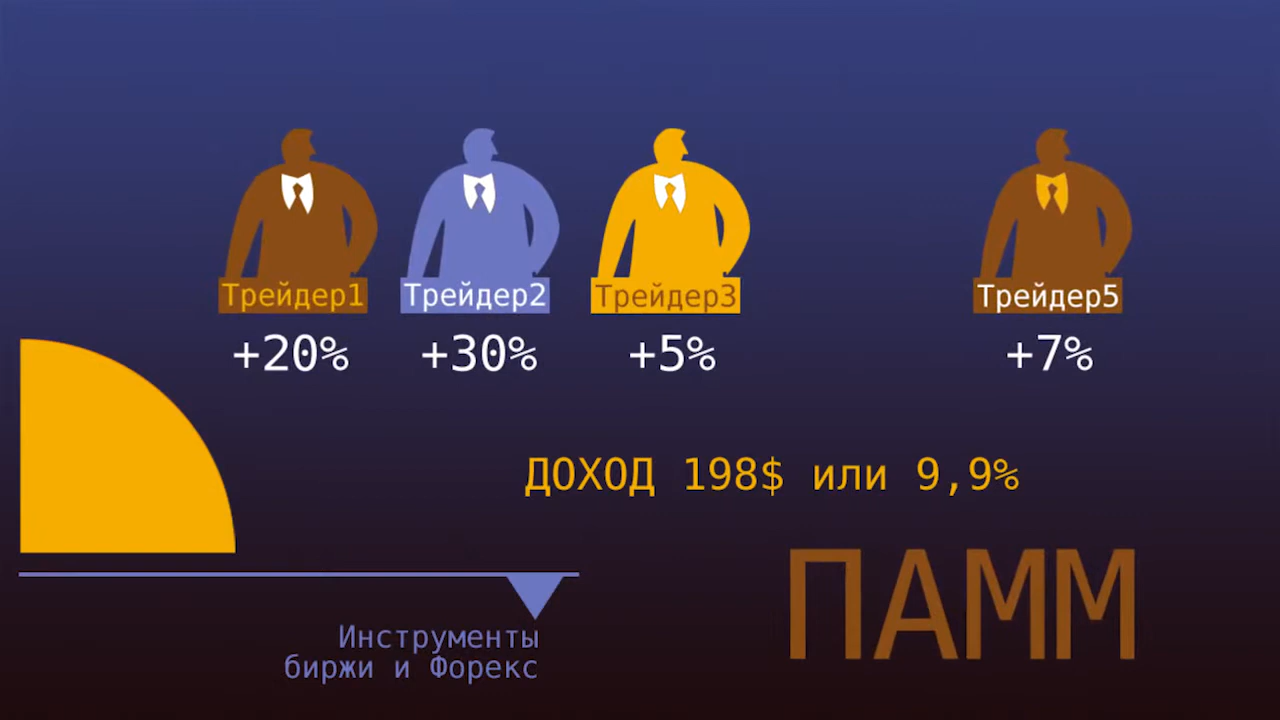 Трейдер1 Трейдер2 Трейдер3 Трейдер5
+20% +30% +5% +7%
ДОХОД 198$ или 9,9%
ПАММ
Инструменты
биржи и Форекс